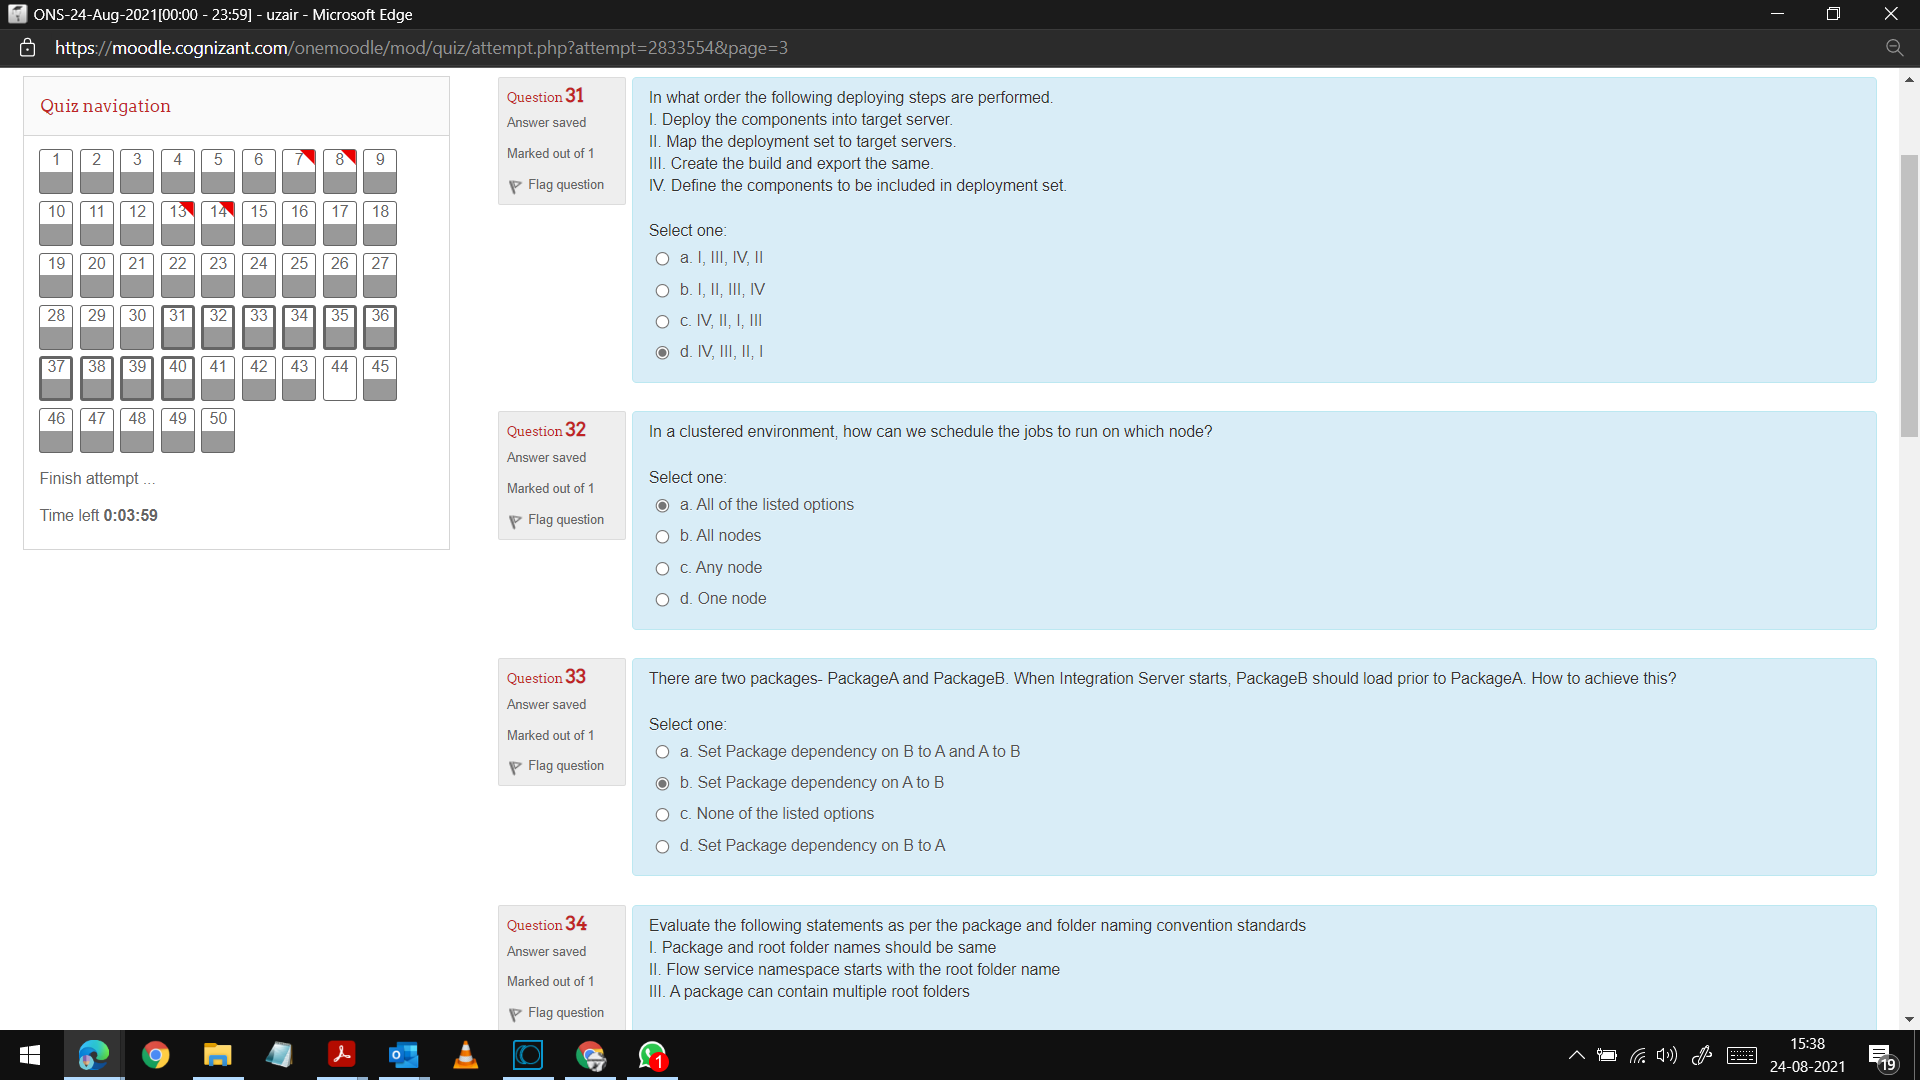 ONS-24-Aug-2021[00:00 - 23:59] - uzair - Microsoft Edge
https://moodle.cognizant.com/onemoodle/mod/quiz/attempt.php?attempt=2833554&page=3
Quiz navigation
1 2 3 4 5 6 7 8 9
10 11 12 13 14 15 16 17 18
19 20 21 22 23 24 25 26 27
28 29 30 31 32 33 34 35 36
37 38 39 40 41 42 43 44 45
46 47 48 49 50
Finish attempt ...
Time left 0:03:59
Question 31
Answer saved
Marked out of 1
Flag question
In what order the following deploying steps are performed.
I. Deploy the components into target server.
II. Map the deployment set to target servers.
III. Create the build and export the same.
IV. Define the components to be included in deployment set.
Select one:
a. I, III, IV, II
b. I, II, III, IV
c. IV, II, I, III
d. IV, III, II, I
Question 32
Answer saved
Marked out of 1
Flag question
In a clustered environment, how can we schedule the jobs to run on which node?
Select one:
a. All of the listed options
b. All nodes
c. Any node
d. One node
Question 33
Answer saved
Marked out of 1
Flag question
There are two packages- PackageA and PackageB. When Integration Server starts, PackageB should load prior to PackageA. How to achieve this?
Select one:
a. Set Package dependency on B to A and A to B
b. Set Package dependency on A to B
c. None of the listed options
d. Set Package dependency on B to A
Question 34
Answer saved
Marked out of 1
Flag question
Evaluate the following statements as per the package and folder naming convention standards
I. Package and root folder names should be same
II. Flow service namespace starts with the root folder name
III. A package can contain multiple root folders
1
15:38
24-08-2021
19